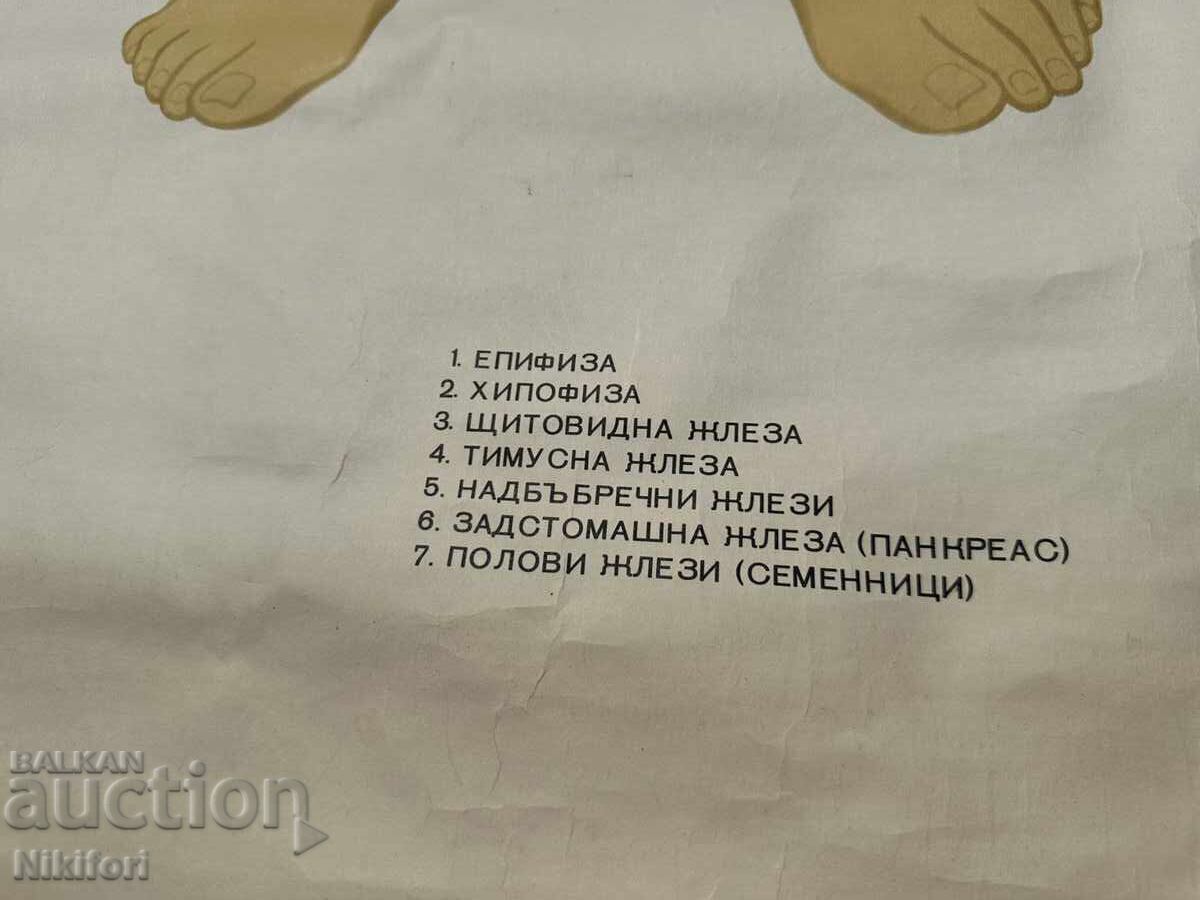 1. ЕПИФИЗА
2. ХИПОФИЗА
3. ЩИТОВИДНА ЖЛЕЗА
4. ТИМУСНА ЖЛЕЗА
5. НАДБЪБРЕЧНИ ЖЛЕЗИ
6. ЗАДСТОМАШНА ЖЛЕЗА (ПАНКРЕАС)
7. ПОЛОВИ ЖЛЕЗИ (СЕМЕННИЦИ)
BALKAN
auction
Nikifori